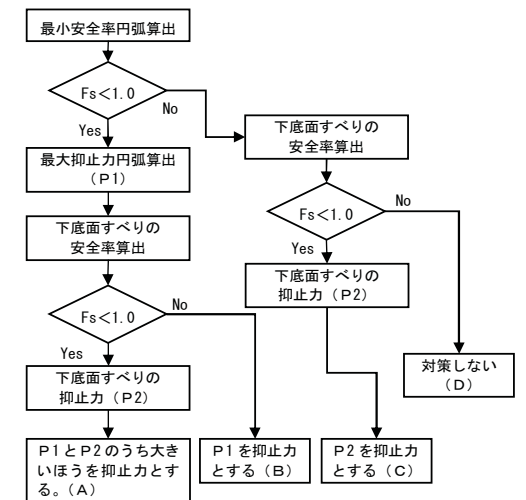 最小安全率円弧算出
Fs<1.0
No
Yes
下底面すべりの
安全率算出
最大抑止力円弧算出
（P1）
Fs<1.0
No
下底面すべりの
安全率算出
Yes
下底面すべりの
抑止力（P2）
Fs<1.0
No
Yes
対策しない
（D）
下底面すべりの
抑止力（P2）
P1とP2のうち大き
いほうを抑止力とす
る。（A）
P1を抑止力
とする（B）
P2を抑止力
とする（C）